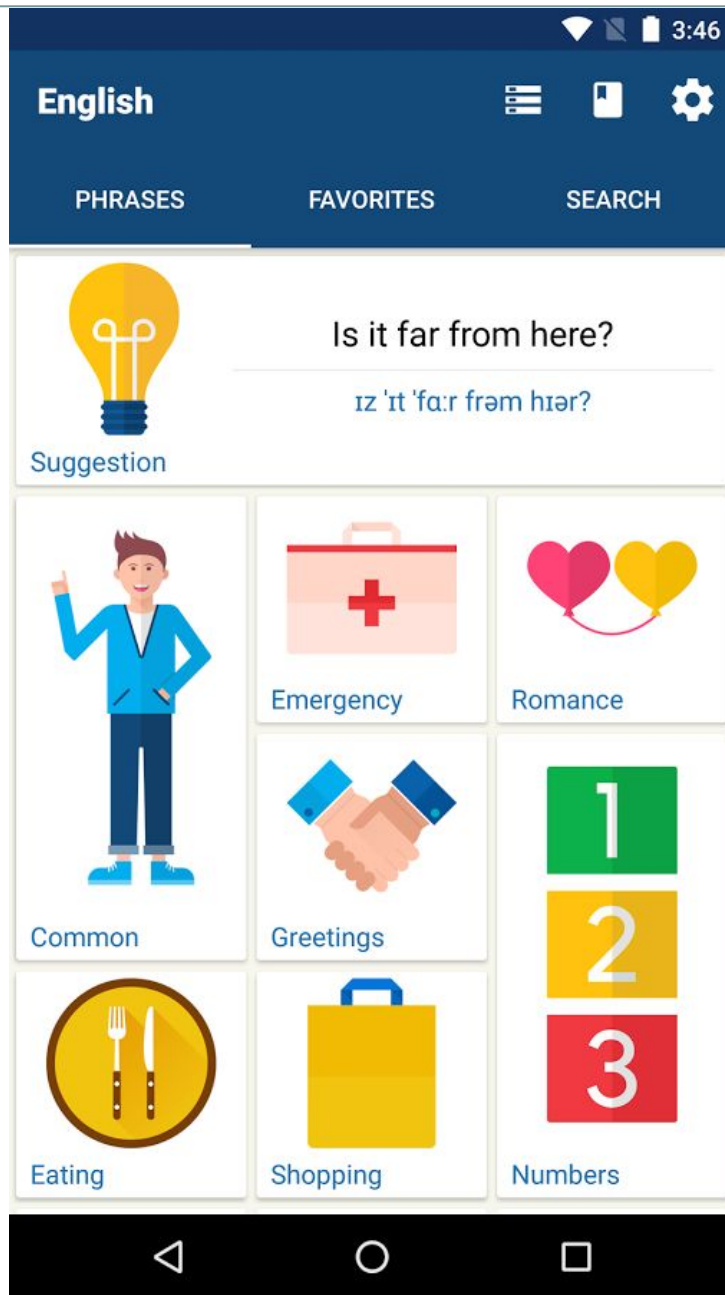 3:46
English
PHRASES FAVORITES SEARCH
Is it far from here?
ɪz ˈɪt ˈfɑːr frəm hɪər?
Suggestion
Emergency
Romance
Common
Greetings
1
2
3
Eating
Shopping
Numbers